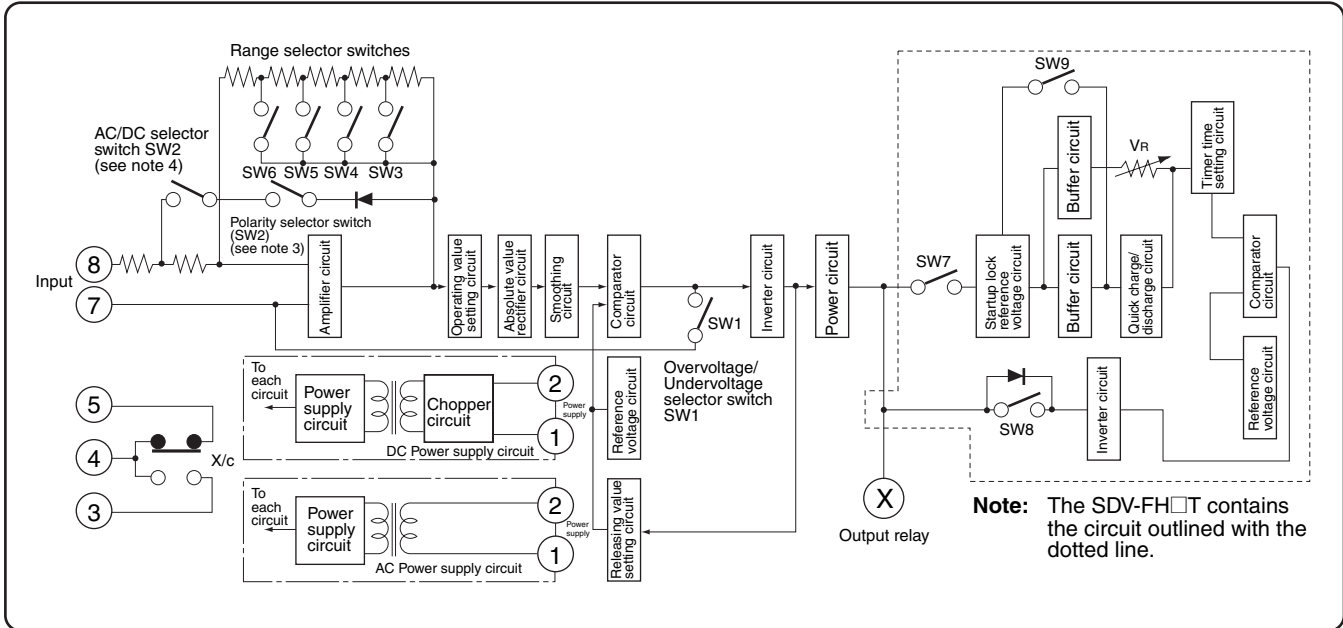 Range selector switches
AC/DC selector
switch SW2
(see note 4)
SW6
SW5
SW4
SW3
Polarity selector switch
(SW2)
(see note 3)
Input
8
7
Amplifier circuit
Operating value
setting circuit
Absolute value
rectifier circuit
Smoothing
circuit
Comparator
circuit
SW1
Overvoltage/
Undervoltage
selector switch
SW1
Inverter circuit
Power circuit
SW7
SW9
Startup lock
reference
voltage circuit
Buffer circuit
Buffer circuit
VR
Quick charge/
discharge circuit
Timer time
setting circuit
Comparator
circuit
Reference
voltage circuit
SW8
Inverter circuit
X
Output relay
To
each
circuit
Power
supply
circuit
Chopper
circuit
2
1
Power
supply
DC Power supply circuit
Reference
voltage circuit
5
4
3
X/c
To
each
circuit
Power
supply
circuit
2
1
Power
supply
AC Power supply circuit
Releasing value
setting circuit
Note: The SDV-FH□T contains
the circuit outlined with the
dotted line.